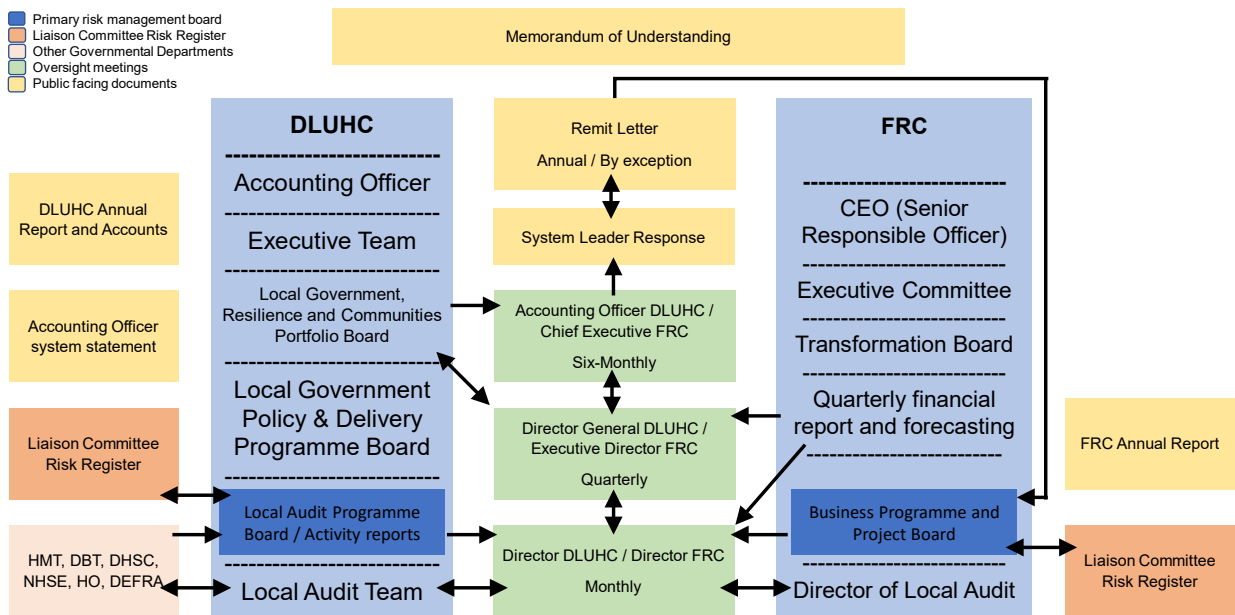 Primary risk management board
Liaison Committee Risk Register
Other Governmental Departments
Oversight meetings
Public facing documents
Memorandum of Understanding
DLUHC
Accounting Officer
Executive Team
Local Government,
Resilience and Communities
Portfolio Board
Local Government
Policy & Delivery
Programme Board
Local Audit Programme
Board / Activity reports
Local Audit Team
DLUHC Annual
Report and Accounts
Accounting Officer
system statement
Liaison Committee
Risk Register
HMT, DBT, DHSC,
NHSE, HO, DEFRA
Remit Letter
Annual / By exception
System Leader Response
Accounting Officer DLUHC /
Chief Executive FRC
Six-Monthly
Director General DLUHC /
Executive Director FRC
Quarterly
Director DLUHC / Director FRC
Monthly
FRC
CEO (Senior
Responsible Officer)
Executive Committee
Transformation Board
Quarterly financial
report and forecasting
Business Programme and
Project Board
Director of Local Audit
FRC Annual Report
Liaison Committee
Risk Register